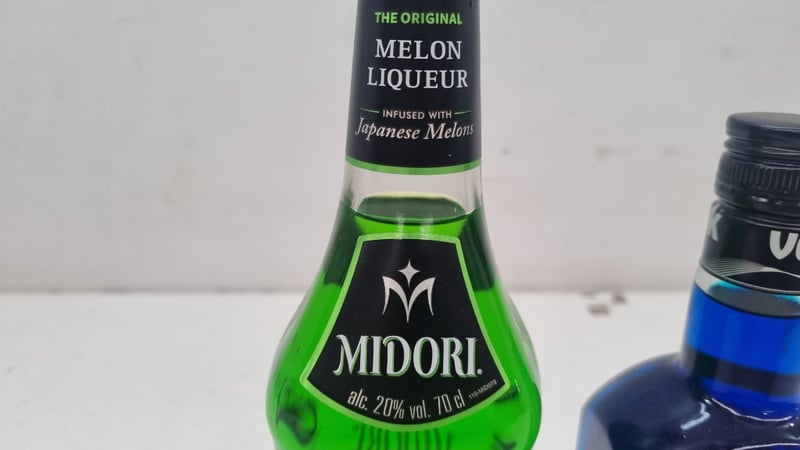 THE ORIGINAL
MELON
LIQUEUR
INFUSED WITH
Japanese Melons
MIDORI.
alc. 20% vol. 70 cl